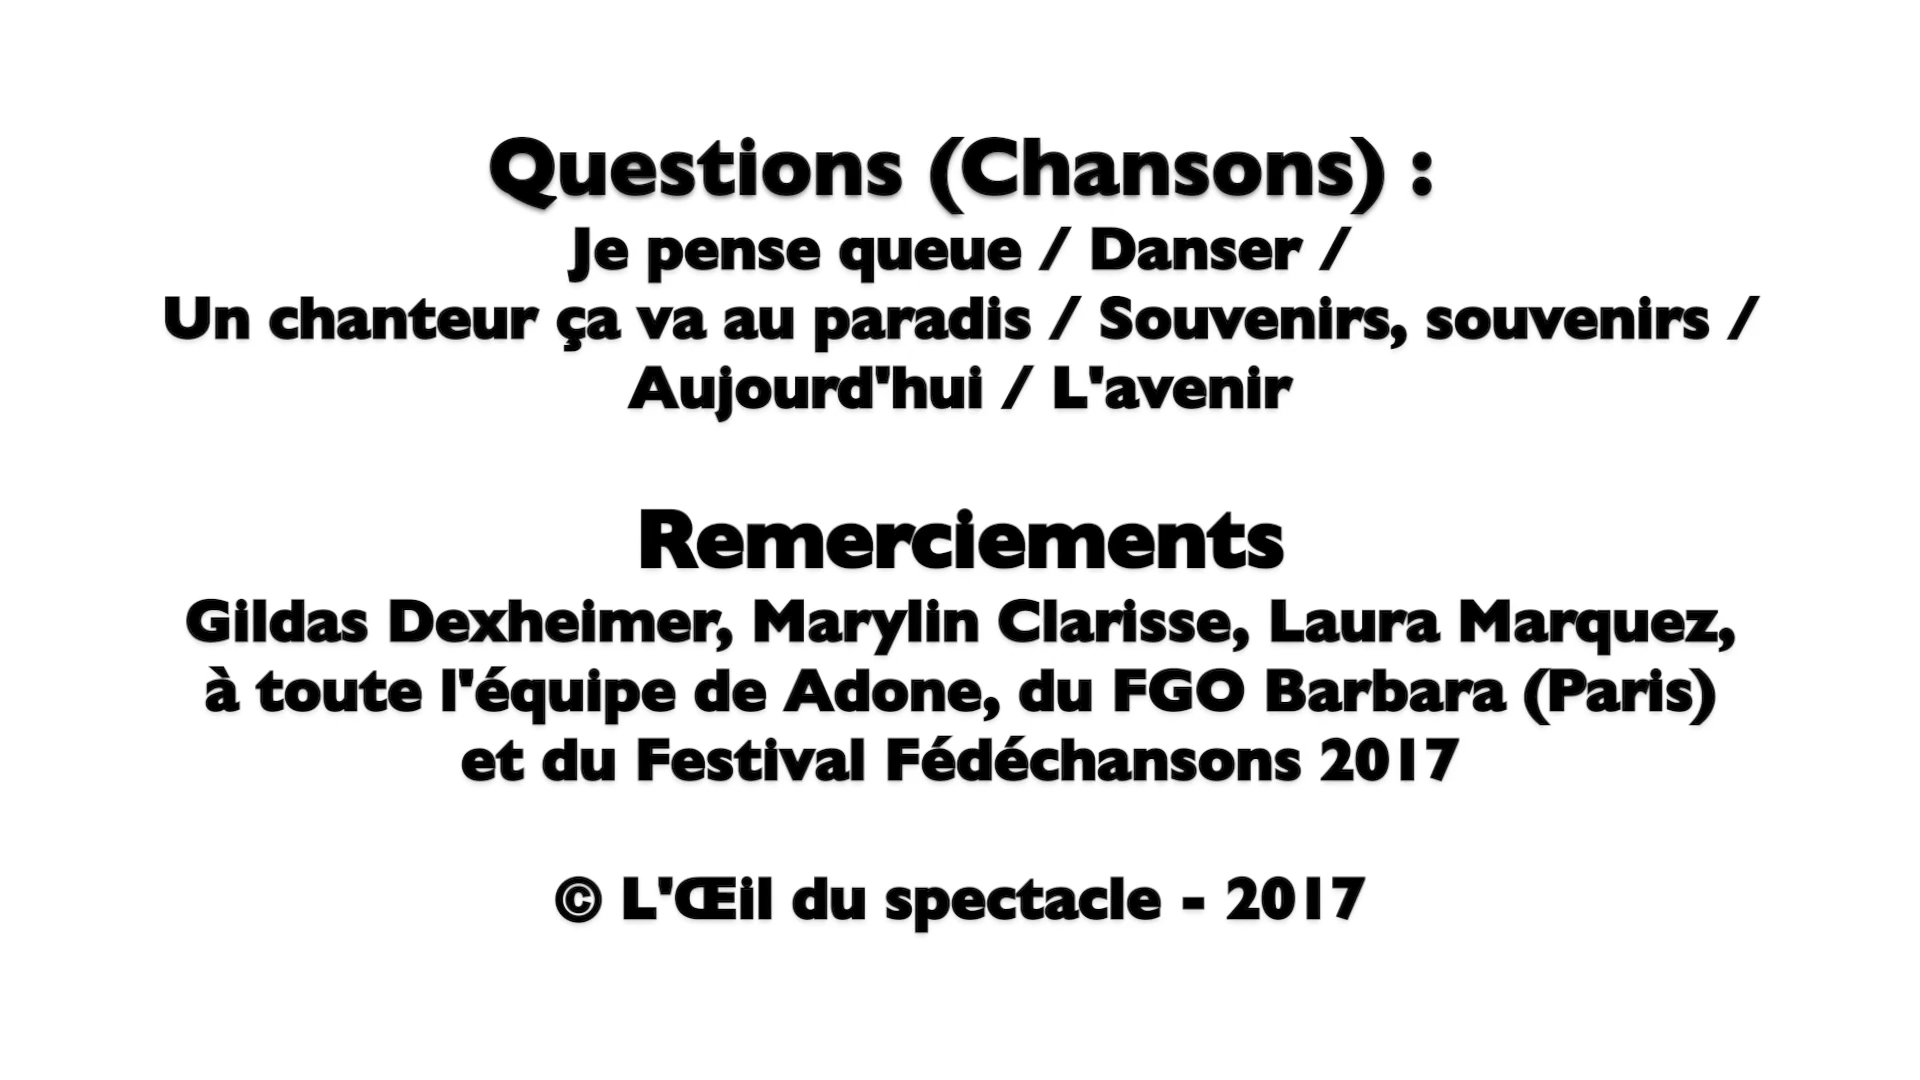 Questions (Chansons) :
Je pense queue / Danser /
Un chanteur ça va au paradis / Souvenirs, souvenirs /
Aujourd'hui / L'avenir
Remerciements
Gildas Dexheimer, Marylin Clarisse, Laura Marquez,
à toute l'équipe de Adone, du FGO Barbara (Paris)
et du Festival Fédéchansons 2017
© L'Œil du spectacle - 2017